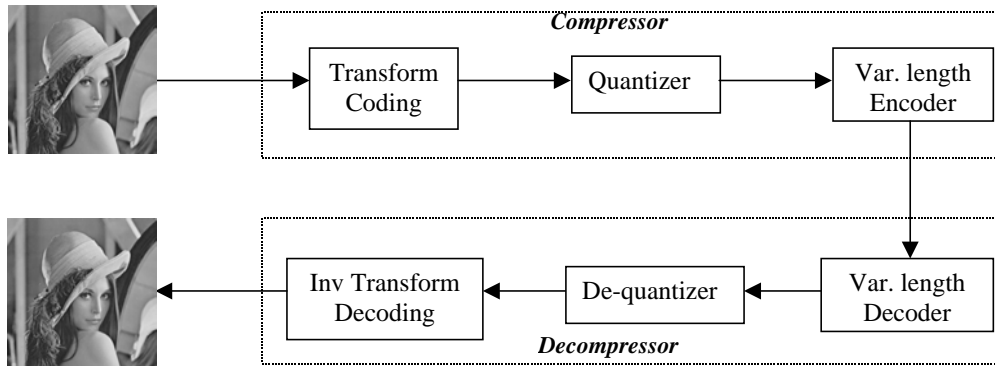 Compressor
Transform
Coding
Quantizer
Var. length
Encoder
Inv Transform
Decoding
De-quantizer
Var. length
Decoder
Decompressor